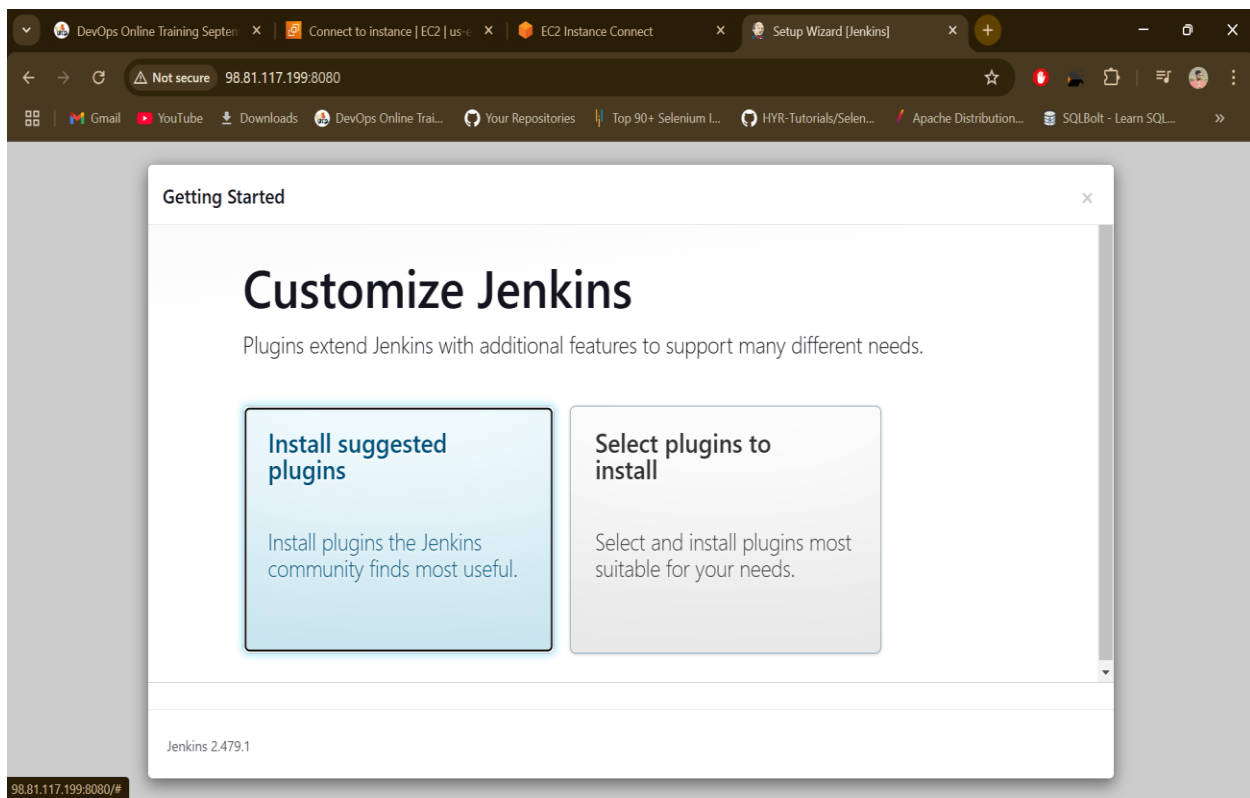 DevOps Online Training Septem
Connect to instance | EC2 | us-e
EC2 Instance Connect
Setup Wizard [Jenkins]
Not secure
98.81.117.199:8080
Gmail
YouTube
Downloads
DevOps Online Trai...
Your Repositories
Top 90+ Selenium I...
HYR-Tutorials/Selen...
Apache Distribution...
SQLBolt - Learn SQL...
Getting Started
Customize Jenkins
Plugins extend Jenkins with additional features to support many different needs.
Install suggested
plugins
Install plugins the Jenkins
community finds most useful.
Select plugins to
install
Select and install plugins most
suitable for your needs.
Jenkins 2.479.1
98.81.117.199:8080/#